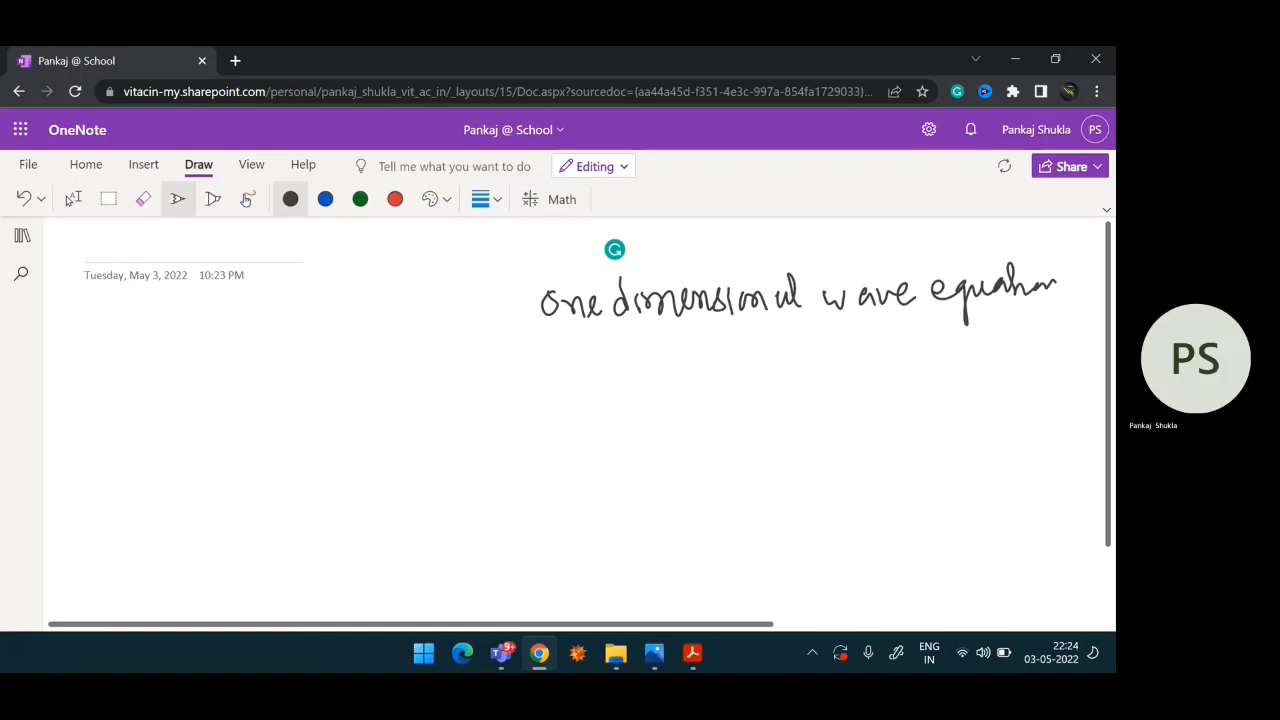 Pankaj @ School
vitacin-my.sharepoint.com/personal/pankaj_shukla_vit_ac_in/_layouts/15/Doc.aspx?sourcedoc={aa44a45d-f351-4e3c-997a-854fa1729033}...
OneNote
Pankaj @ School
Pankaj Shukla
PS
File Home Insert Draw View Help Tell me what you want to do Editing Share
Math
Tuesday, May 3, 2022 10:23 PM
one dimensional wave equation
PS
Pankaj Shukla
9+
ENG
IN
22:24
03-05-2022